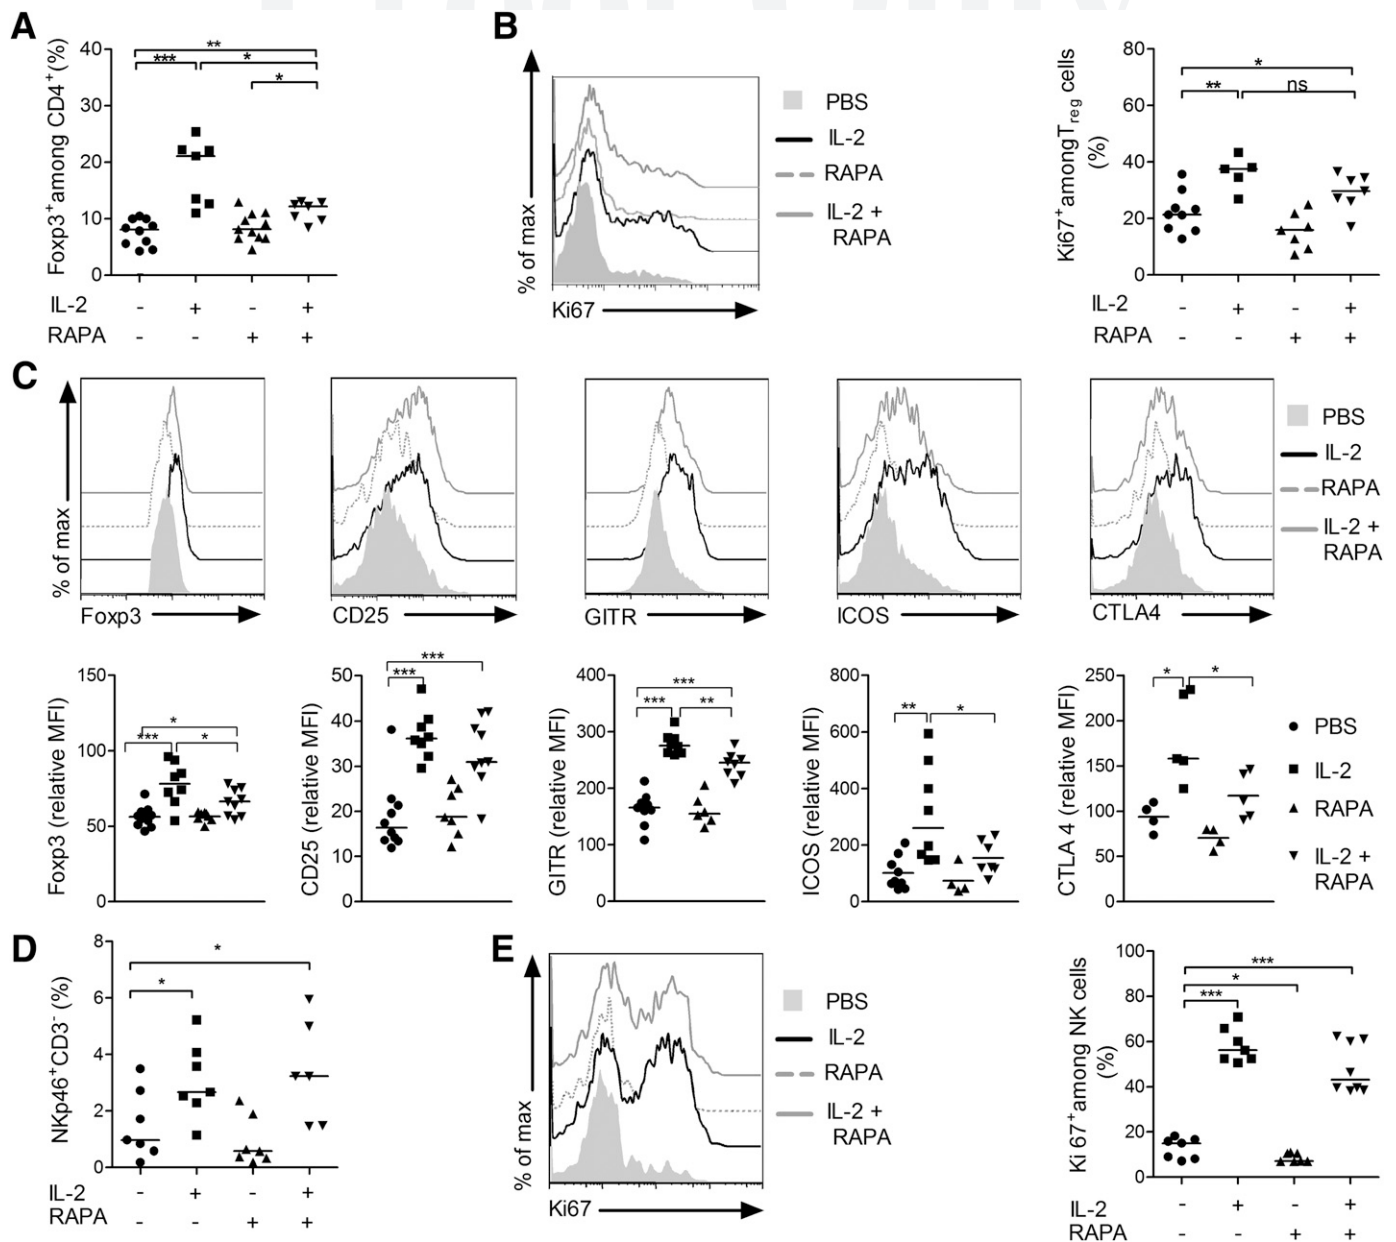 A
Foxp3+among CD4+(%)
40
30
20
10
0
** 
*** *
*
IL-2 - + - +
RAPA - - + +
B
% of max
Ki67
PBS
IL-2
RAPA
IL-2 +
RAPA
Ki67+amongTreg cells
(%)
80
60
40
20
0
*
** ns
IL-2 - + - +
RAPA - - + +
C
% of max
Foxp3
CD25
GITR
ICOS
CTLA4
PBS
IL-2
RAPA
IL-2 +
RAPA
Foxp3 (relative MFI)
150
100
50
0
*
*** *
CD25 (relative MFI)
50
40
30
20
10
0
***
***
GITR (relative MFI)
400
300
200
100
0
***
*** **
ICOS (relative MFI)
800
600
400
200
0
** *
CTLA 4 (relative MFI)
250
200
150
100
50
0
* *
PBS
IL-2
RAPA
IL-2 +
RAPA
D
NKp46+CD3- (%)
8
6
4
2
0
*
*
IL-2 - + - +
RAPA - - + +
E
% of max
Ki67
PBS
IL-2
RAPA
IL-2 +
RAPA
Ki 67+among NK cells
(%)
100
80
60
40
20
0
***
*
***
IL-2 - + - +
RAPA - - + +